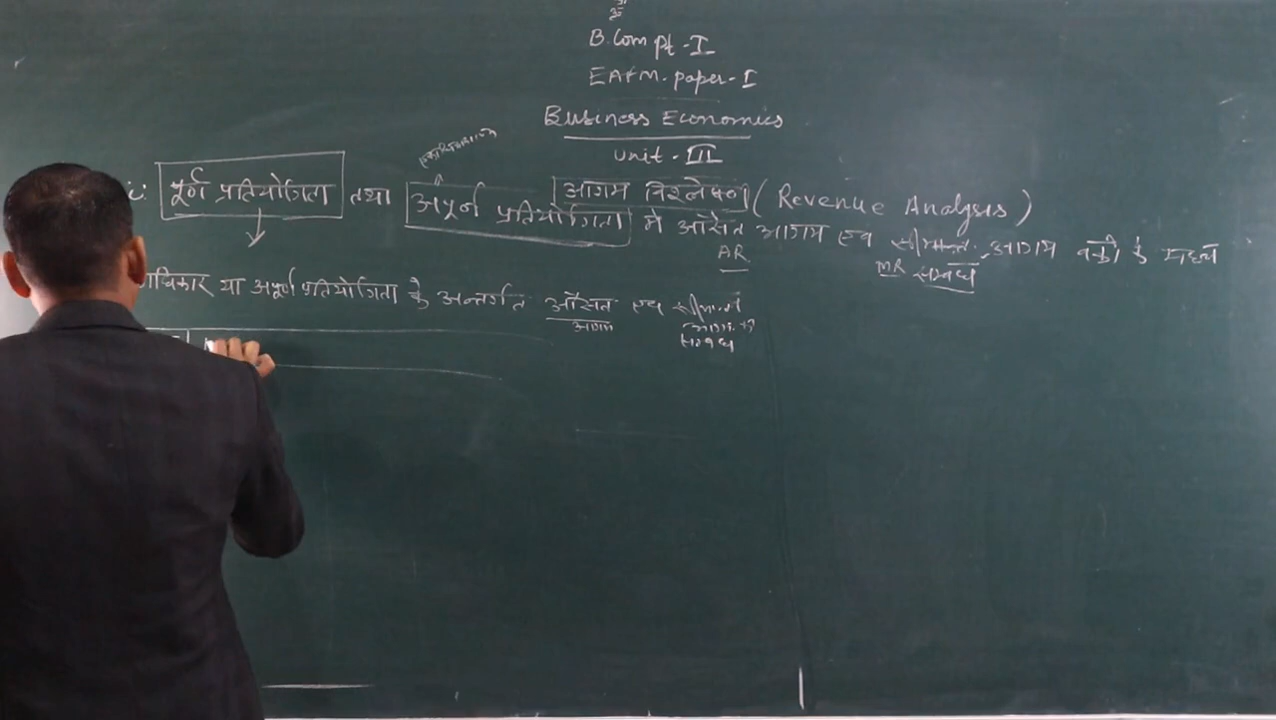 B.Com pt-I
EAFM. paper-I
Business Economics
unit-III
आगम विश्लेषण (Revenue Analysis)
पूर्ण प्रतियोगिता तथा अपूर्ण प्रतियोगिता में औसत आगम एवं सीमान्त आगम वक्रों के मध्य
AR MR सम्बन्ध
धिकार या अपूर्ण प्रतियोगिता के अन्तर्गत औसत एवं सीमान्त
आगम
सम्बन्ध